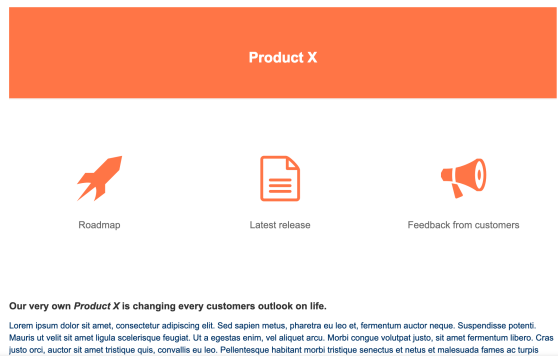 Product X
Roadmap
Latest release
Feedback from customers
Our very own Product X is changing every customers outlook on life.
Lorem ipsum dolor sit amet, consectetur adipiscing elit. Sed sapien metus, pharetra eu leo et, fermentum auctor neque. Suspendisse potenti.
Mauris ut velit sit amet ligula scelerisque feugiat. Ut a egestas enim, vel aliquet arcu. Morbi congue volutpat justo, sit amet fermentum libero. Cras
justo orci, auctor sit amet tristique quis, convallis eu leo. Pellentesque habitant morbi tristique senectus et netus et malesuada fames ac turpis